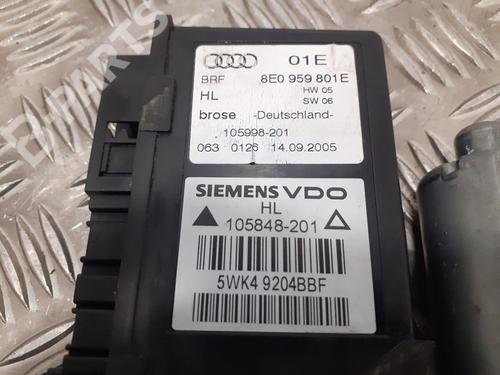 01E
BRF 8E0 959 801E
HL HW 05
SW 06
brose -Deutschland-
105998-201
063 0126 14.09.2005
SIEMENS VDO
HL
105848-201
5WK4 9204BBF
B-PARTS